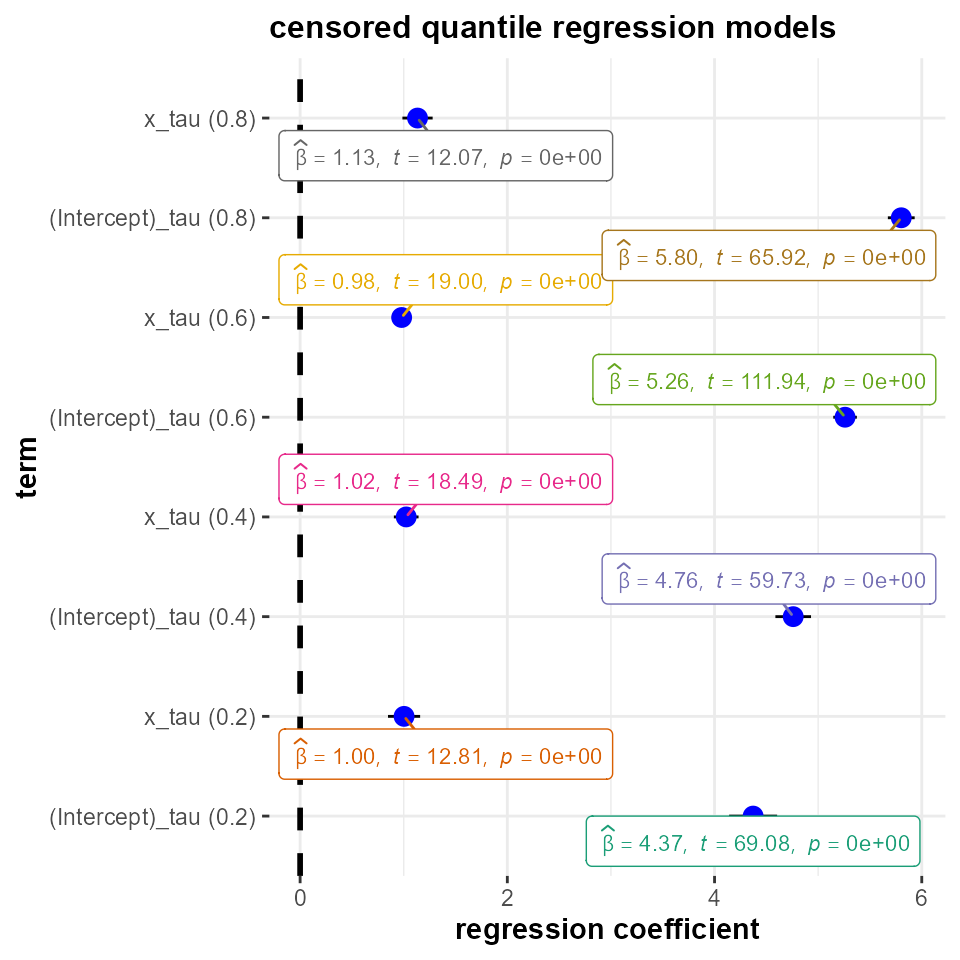 censored quantile regression models
x_tau (0.8)
β̂ = 1.13, t = 12.07, p = 0e+00
(Intercept)_tau (0.8)
β̂ = 5.80, t = 65.92, p = 0e+00
β̂ = 0.98, t = 19.00, p = 0e+00
x_tau (0.6)
β̂ = 5.26, t = 111.94, p = 0e+00
(Intercept)_tau (0.6)
term
β̂ = 1.02, t = 18.49, p = 0e+00
x_tau (0.4)
β̂ = 4.76, t = 59.73, p = 0e+00
(Intercept)_tau (0.4)
x_tau (0.2)
β̂ = 1.00, t = 12.81, p = 0e+00
(Intercept)_tau (0.2)
β̂ = 4.37, t = 69.08, p = 0e+00
0 2 4 6
regression coefficient